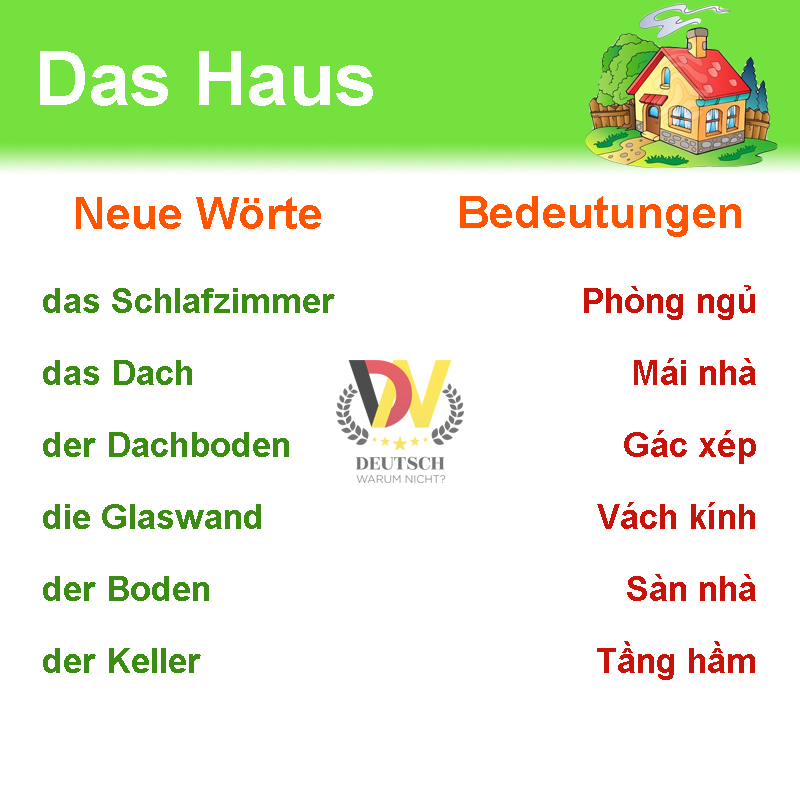 Das Haus
Neue Wörte Bedeutungen
das Schlafzimmer Phòng ngủ
das Dach Mái nhà
der Dachboden Gác xép
DW
DEUTSCH
WARUM NICHT?
die Glaswand Vách kính
der Boden Sàn nhà
der Keller Tầng hầm